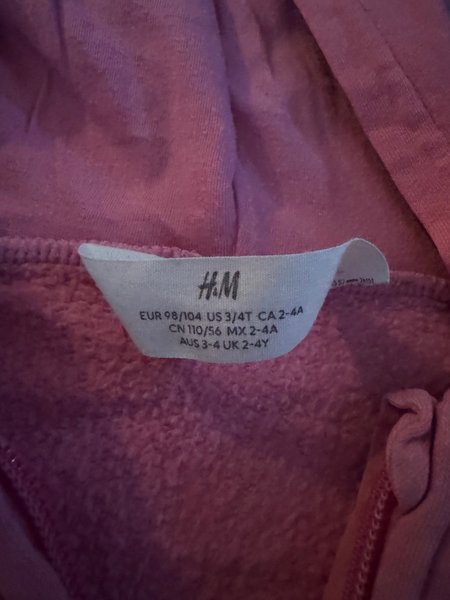 H&M
EUR 98/104 US 3/4T CA 2-4A
CN 110/56 MX 2-4A
AUS 3-4 UK 2-4Y